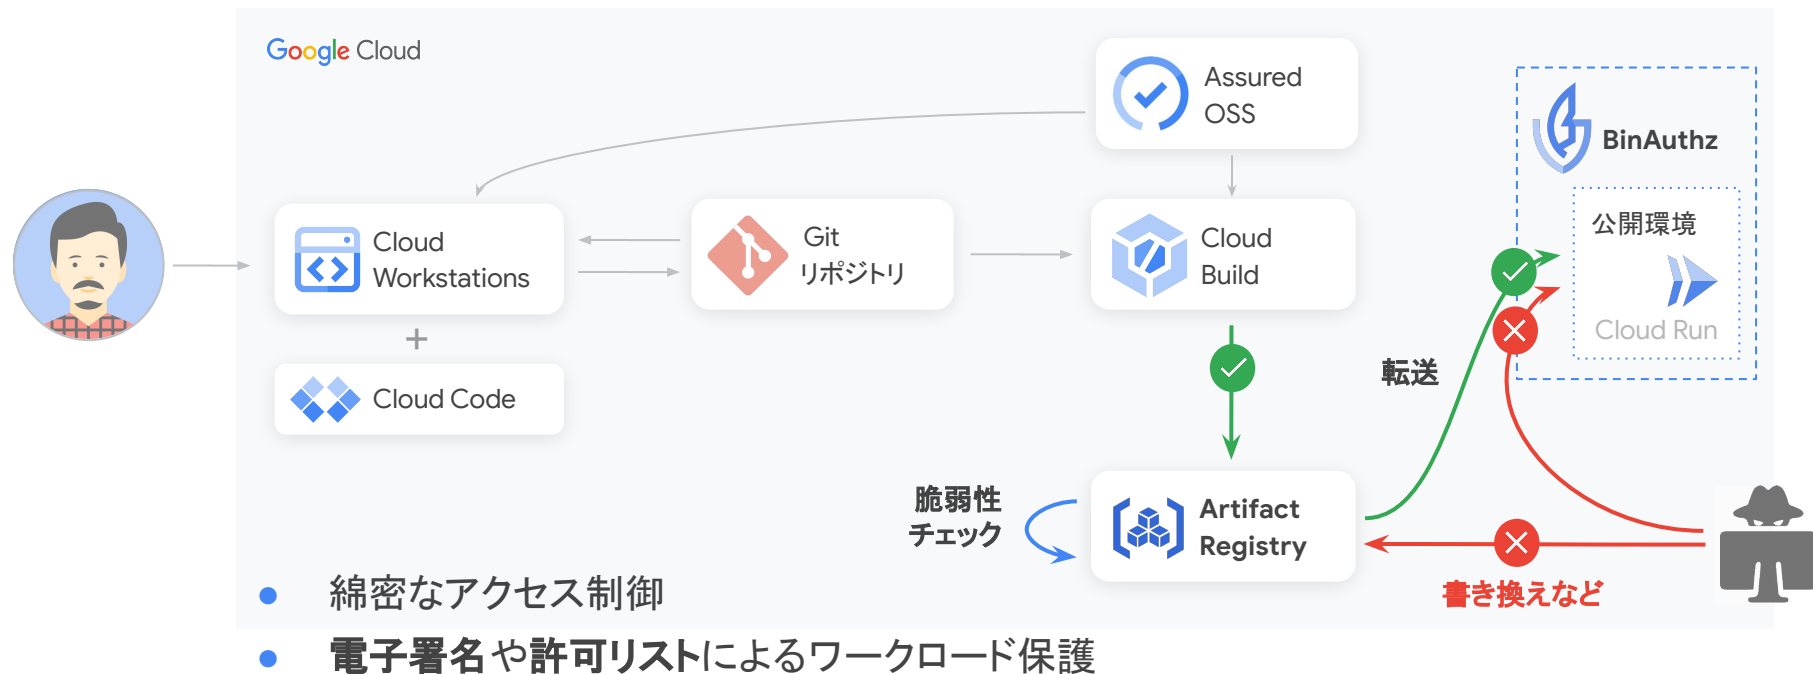 Google Cloud
Assured
OSS
BinAuthz
公開環境
Cloud Run
Cloud
Workstations
+
Cloud Code
Git
リポジトリ
Cloud
Build
転送
脆弱性
チェック
Artifact
Registry
書き換えなど
● 綿密なアクセス制御
● 電子署名や許可リストによるワークロード保護